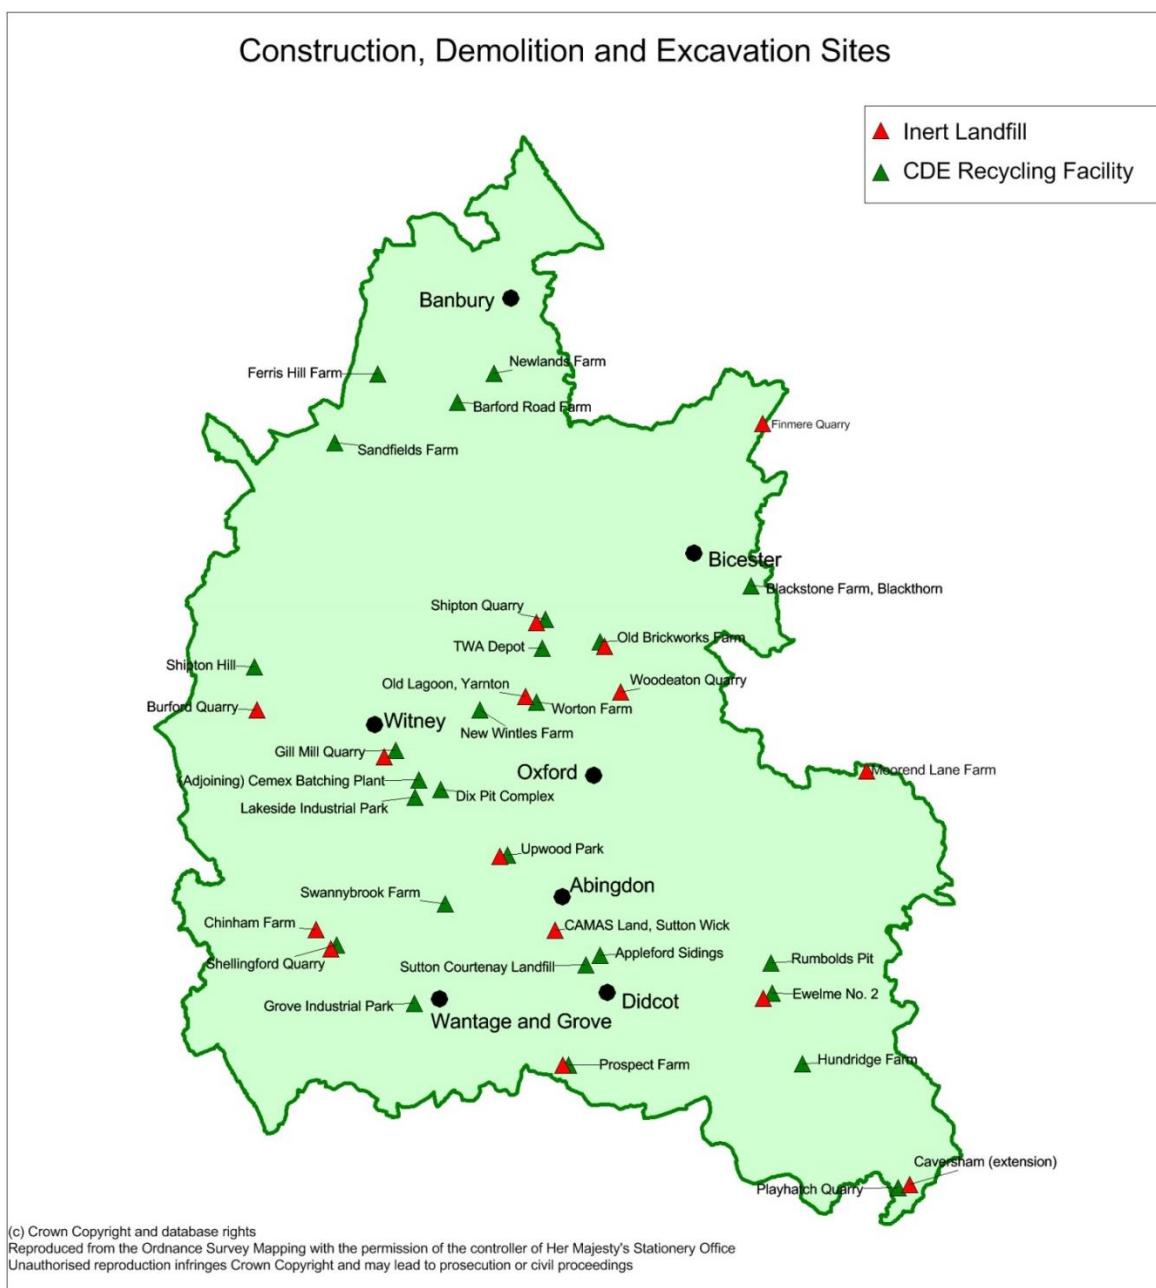 Construction, Demolition and Excavation Sites
Inert Landfill
CDE Recycling Facility
Banbury
Newlands Farm
Ferris Hill Farm
Barford Road Farm
Finmere Quarry
Sandfields Farm
Bicester
Blackstone Farm, Blackthorn
Shipton Quarry
Old Brickworks Farm
TWA Depot
Shipton Hill
Woodeaton Quarry
Old Lagoon, Yarnton
Burford Quarry
Worton Farm
Witney
New Wintles Farm
Gill Mill Quarry
Oxford
Moorend Lane Farm
(Adjoining) Cemex Batching Plant
Dix Pit Complex
Lakeside Industrial Park
Upwood Park
Abingdon
Swannybrook Farm
Chinham Farm
CAMAS Land, Sutton Wick
Appleford Sidings
Shellingford Quarry
Sutton Courtenay Landfill
Rumbolds Pit
Ewelme No. 2
Grove Industrial Park
Didcot
Wantage and Grove
Prospect Farm
Hundridge Farm
Caversham (extension)
Playhatch Quarry
(c) Crown Copyright and database rights
Reproduced from the Ordnance Survey Mapping with the permission of the controller of Her Majesty's Stationery Office
Unauthorised reproduction infringes Crown Copyright and may lead to prosecution or civil proceedings